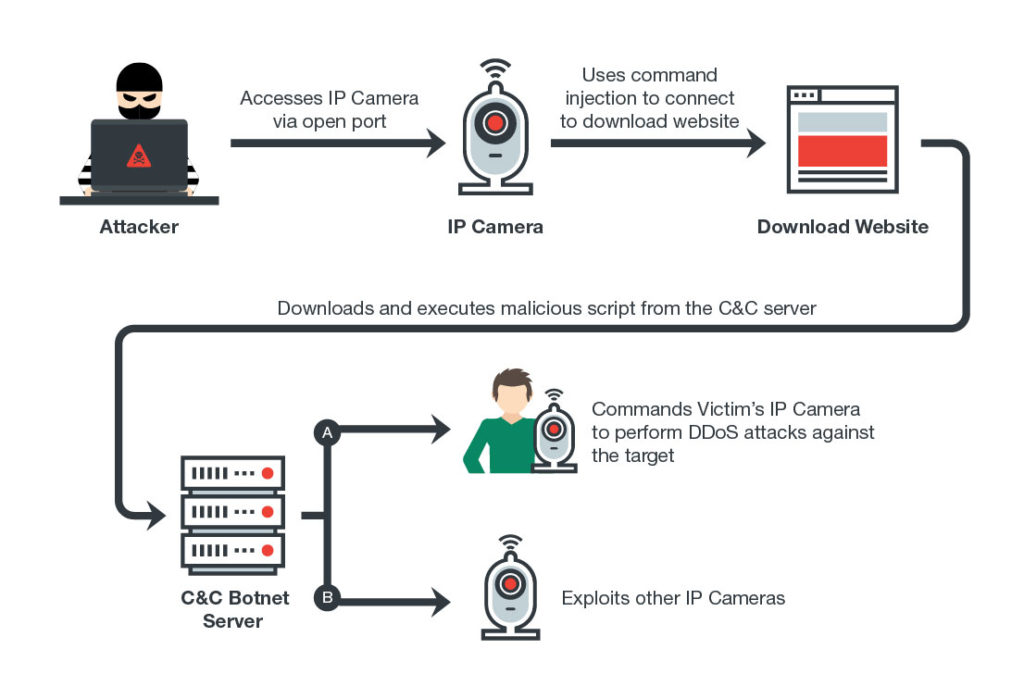 Accesses IP Camera
via open port
Uses command
injection to connect
to download website
Attacker
IP Camera
Download Website
Downloads and executes malicious script from the C&C server
A
Commands Victim's IP Camera
to perform DDoS attacks against
the target
C&C Botnet
Server
B
Exploits other IP Cameras